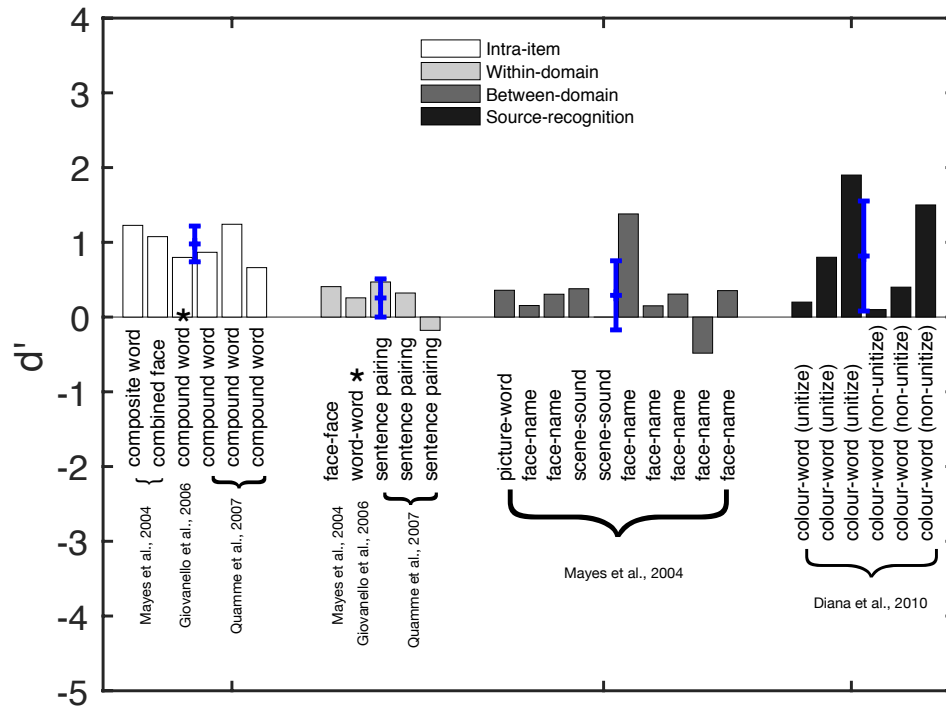 4
3
2
1
0
-1
-2
-3
-4
-5
d'
Intra-item
Within-domain
Between-domain
Source-recognition
composite word
combined face
compound word *
compound word
compound word
compound word
Mayes et al., 2004
Giovanello et al., 2006
Quamme et al., 2007
face-face
word-word *
sentence pairing
sentence pairing
sentence pairing
Mayes et al., 2004
Giovanello et al., 2006
Quamme et al., 2007
picture-word
face-name
face-name
scene-sound
scene-sound
face-name
face-name
face-name
face-name
face-name
Mayes et al., 2004
colour-word (unitize)
colour-word (unitize)
colour-word (unitize)
colour-word (non-unitize)
colour-word (non-unitize)
colour-word (non-unitize)
Diana et al., 2010